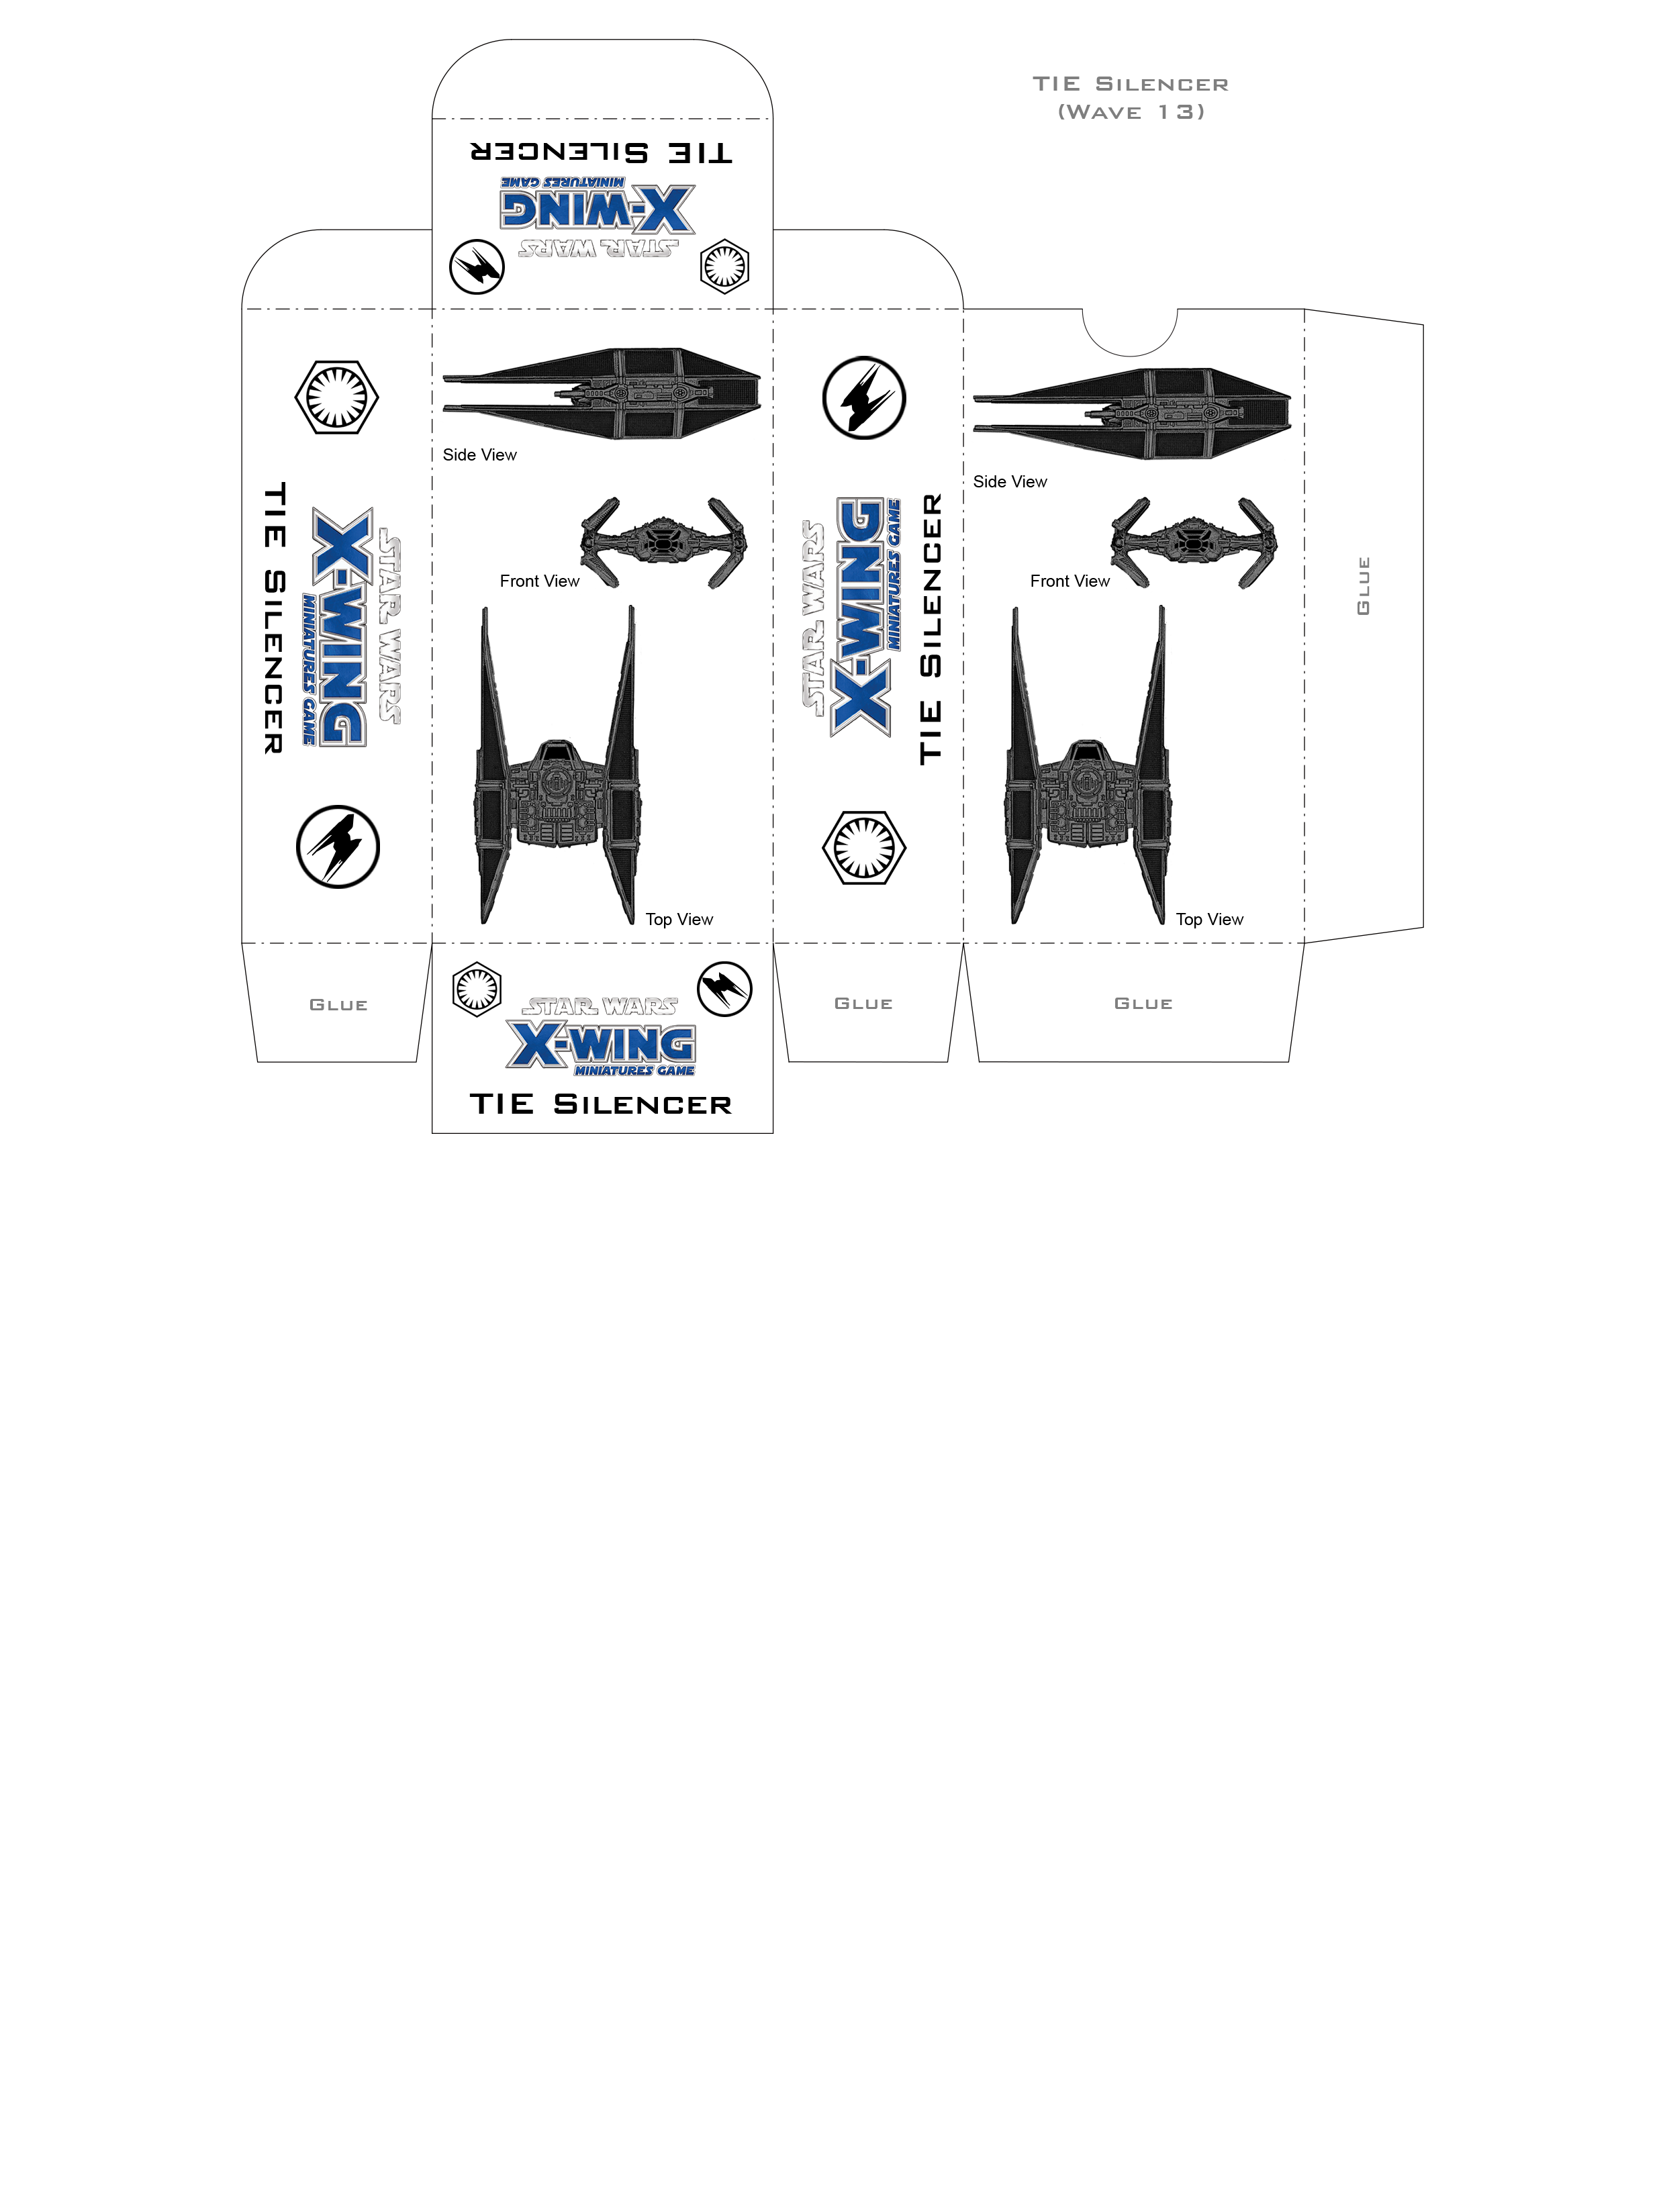 TIE Silencer
(Wave 13)
TIE Silencer
STAR WARS
X-WING
MINIATURES GAME
TIE Silencer
STAR WARS
X-WING
MINIATURES GAME
Side View
Front View
Top View
TIE Silencer
STAR WARS
X-WING
MINIATURES GAME
Side View
Front View
Top View
Glue
Glue
STAR WARS
X-WING
MINIATURES GAME
TIE Silencer
Glue
Glue